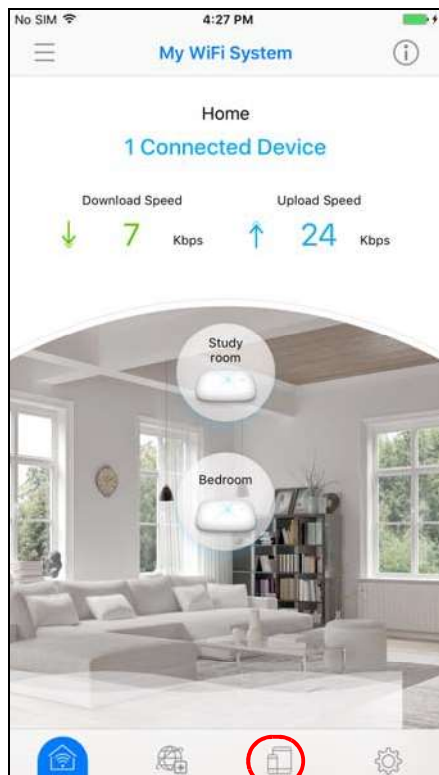 No SIM 4:27 PM
My WiFi System
Home
1 Connected Device
Download Speed Upload Speed
7 Kbps 24 Kbps
Study
room
Bedroom